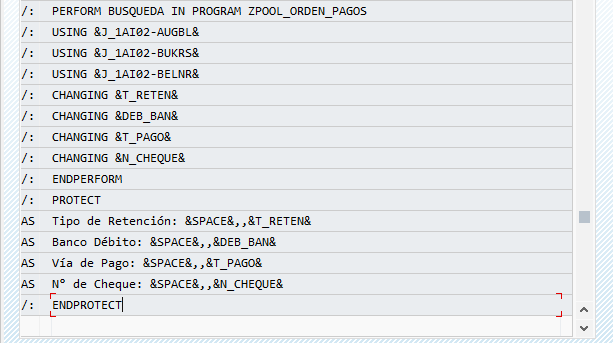 /: PERFORM BUSQUEDA IN PROGRAM ZPOOL_ORDEN_PAGOS
/: USING &J_1AI02-AUGBL&
/: USING &J_1AI02-BUKRS&
/: USING &J_1AI02-BELNR&
/: CHANGING &T_RETEN&
/: CHANGING &DEB_BAN&
/: CHANGING &T_PAGO&
/: CHANGING &N_CHEQUE&
/: ENDPERFORM
/: PROTECT
AS Tipo de Retención: &SPACE&,,&T_RETEN&
AS Banco Débito: &SPACE&,,&DEB_BAN&
AS Vía de Pago: &SPACE&,,&T_PAGO&
AS N° de Cheque: &SPACE&,,&N_CHEQUE&
/: ENDPROTECT